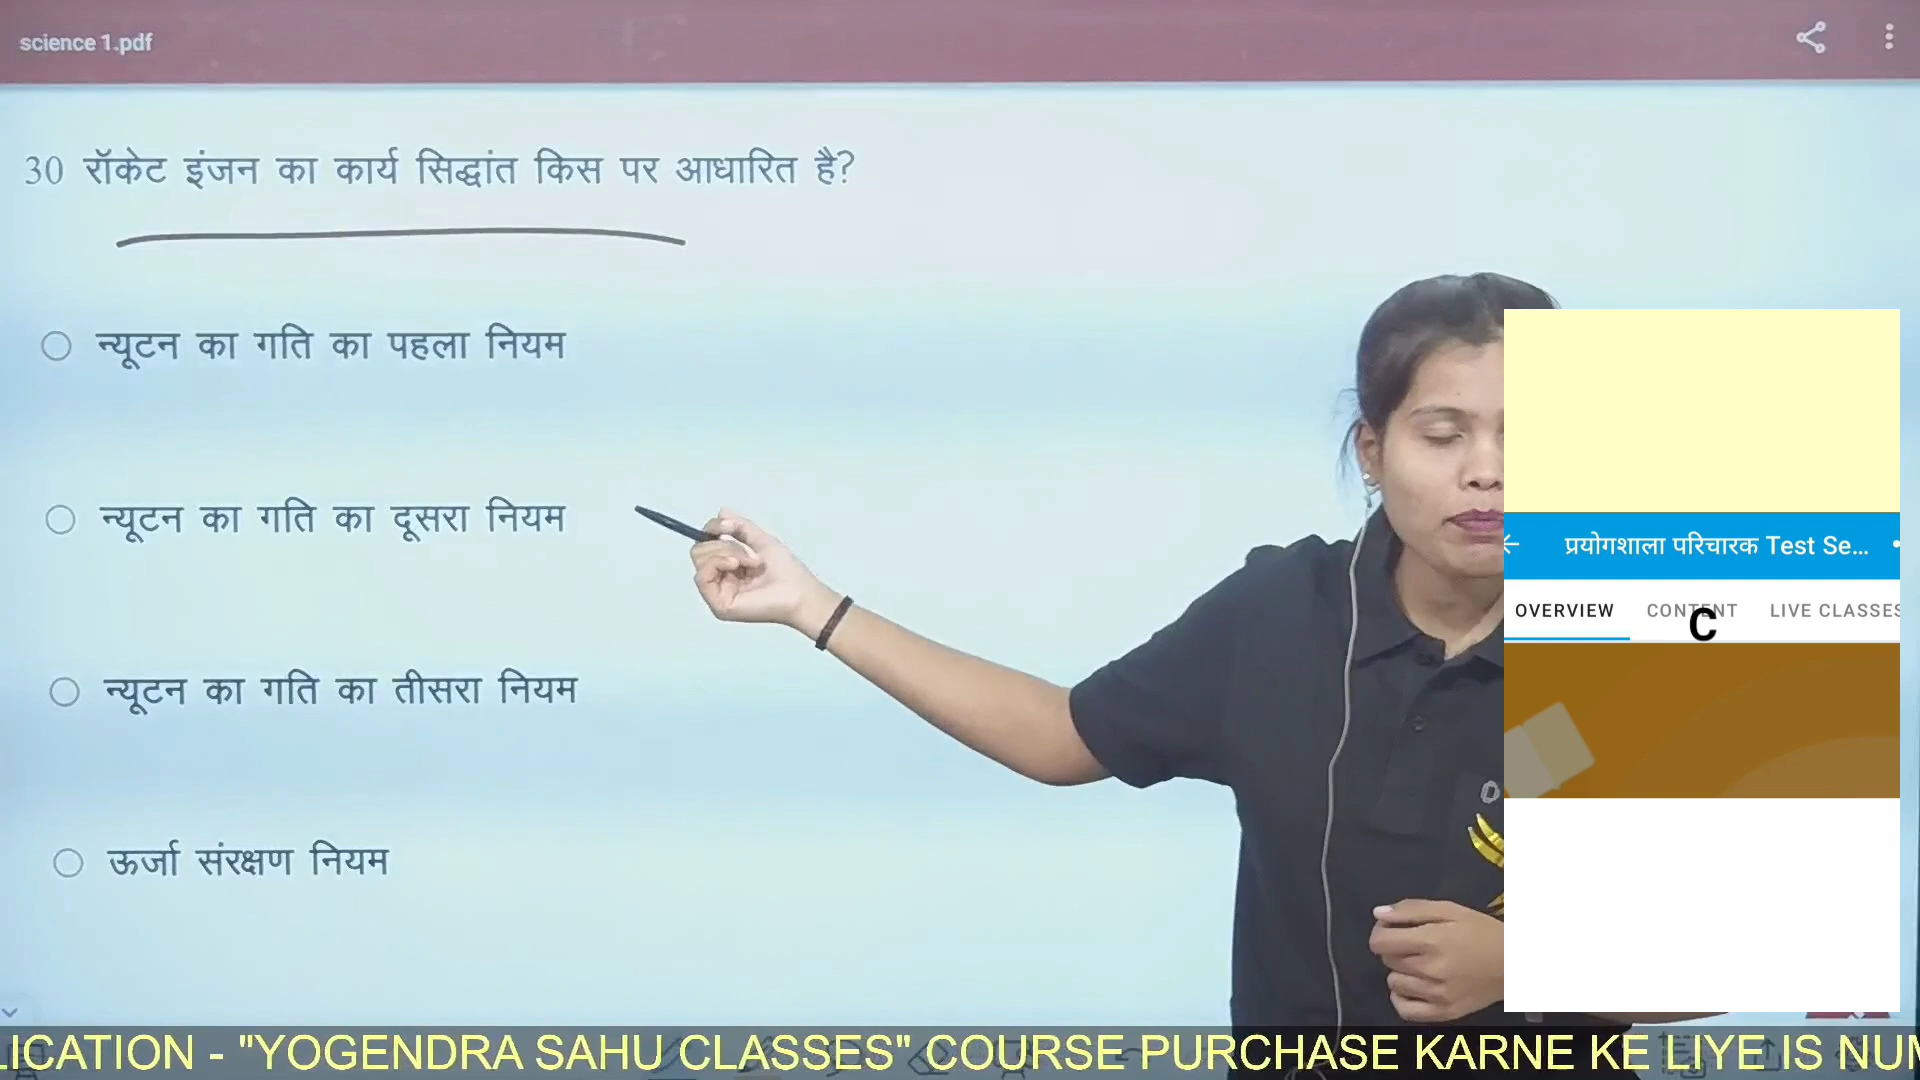 science 1.pdf
30 रॉकेट इंजन का कार्य सिद्धांत किस पर आधारित है?
न्यूटन का गति का पहला नियम
न्यूटन का गति का दूसरा नियम
न्यूटन का गति का तीसरा नियम
ऊर्जा संरक्षण नियम
प्रयोगशाला परिचारक Test Se...
OVERVIEW CONTENT LIVE CLASSES
C
ICATION - "YOGENDRA SAHU CLASSES" COURSE PURCHASE KARNE KE LIYE IS NUM